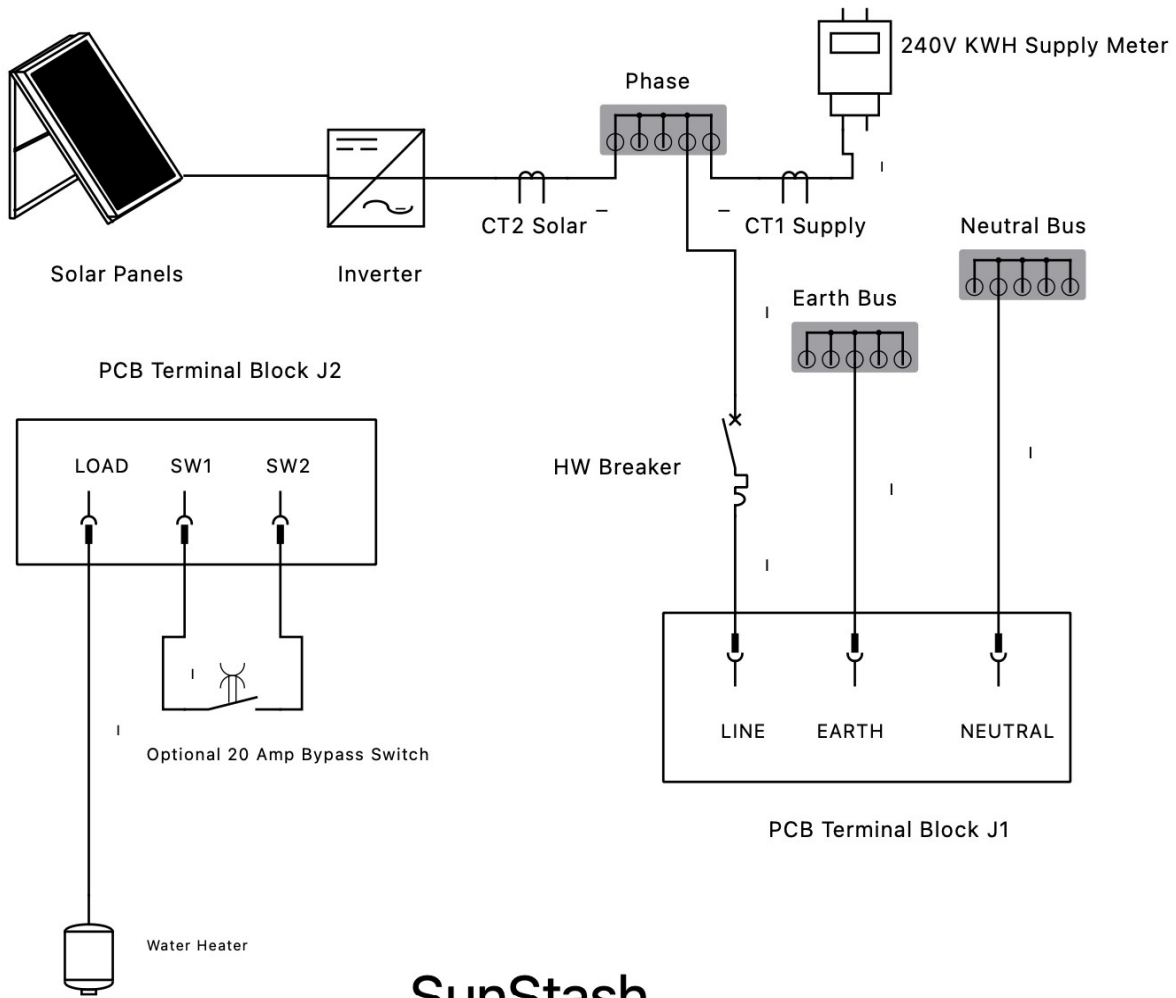 240V KWH Supply Meter
Phase
CT2 Solar
CT1 Supply
Neutral Bus
Solar Panels
Inverter
Earth Bus
PCB Terminal Block J2
LOAD SW1 SW2
HW Breaker
Optional 20 Amp Bypass Switch
LINE EARTH NEUTRAL
PCB Terminal Block J1
Water Heater
SunStash